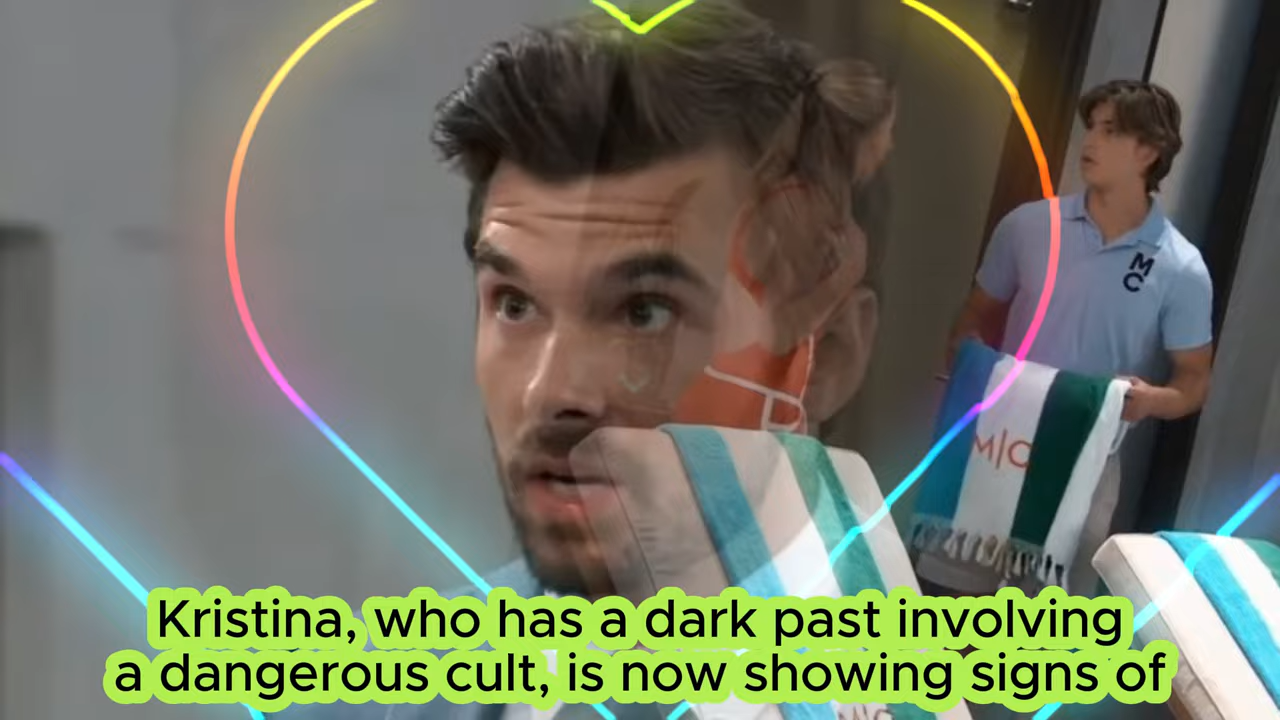 M
C
M|C
Kristina, who has a dark past involving
a dangerous cult, is now showing signs of